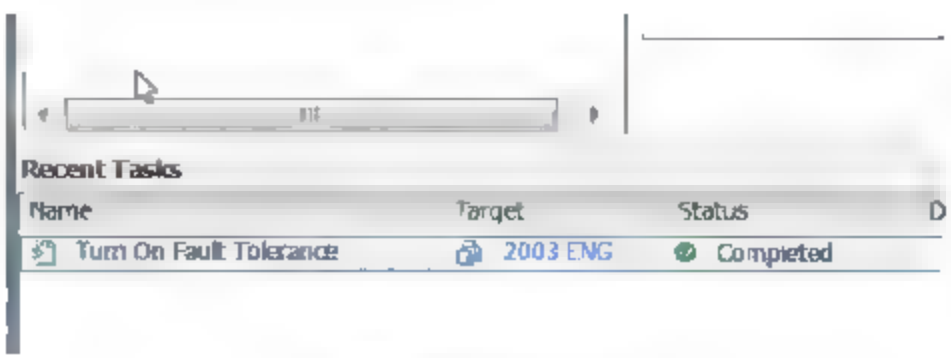 Recent Tasks
Name Target Status D
Turn On Fault Tolerance 2003 ENG Completed